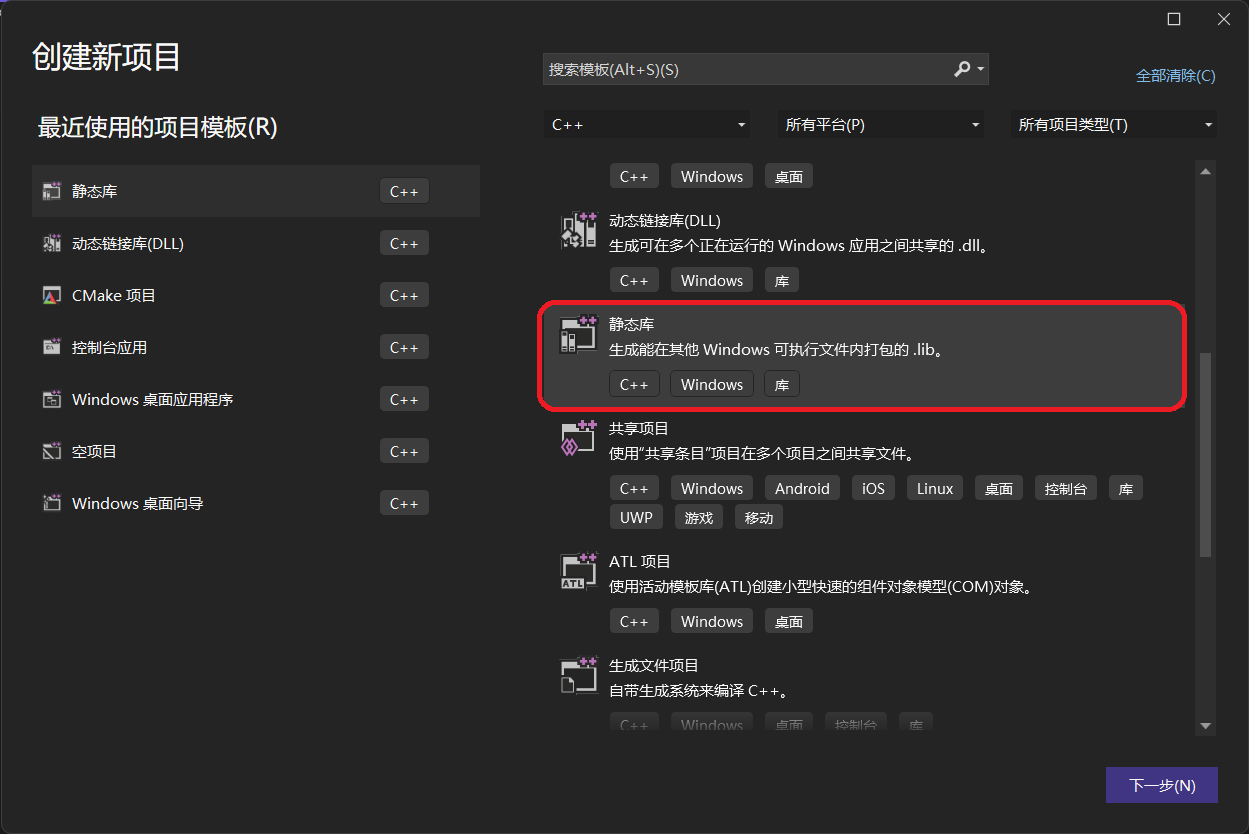 创建新项目
搜索模板(Alt+S)(S)
全部清除(C)
最近使用的项目模板(R)
静态库 C++
动态链接库(DLL) C++
CMake 项目 C++
控制台应用 C++
Windows 桌面应用程序 C++
空项目 C++
Windows 桌面向导 C++
C++ 所有平台(P) 所有项目类型(T)
C++ Windows 桌面
动态链接库(DLL)
生成可在多个正在运行的 Windows 应用之间共享的 .dll。
C++ Windows 库
静态库
生成能在其他 Windows 可执行文件内打包的 .lib。
C++ Windows 库
共享项目
使用“共享条目”项目在多个项目之间共享文件。
C++ Windows Android iOS Linux 桌面 控制台 库
UWP 游戏 移动
ATL
ATL 项目
使用活动模板库(ATL)创建小型快速的组件对象模型(COM)对象。
C++ Windows 桌面
生成文件项目
自带生成系统来编译 C++。
C++ Windows 桌面 控制台 库
下一步(N)